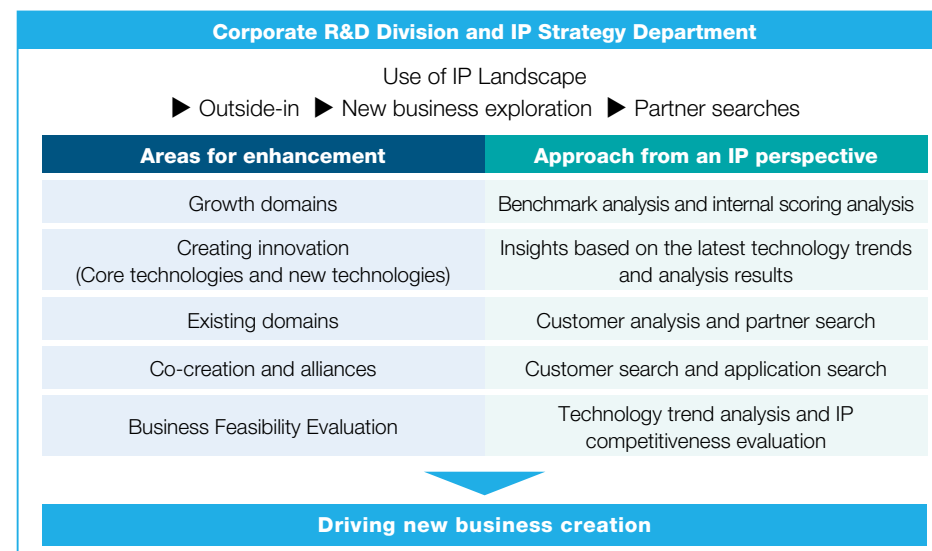 Corporate R&D Division and IP Strategy Department
Use of IP Landscape
▶ Outside-in ▶ New business exploration ▶ Partner searches
Areas for enhancement
Approach from an IP perspective
Growth domains
Benchmark analysis and internal scoring analysis
Creating innovation
(Core technologies and new technologies)
Insights based on the latest technology trends
and analysis results
Existing domains
Customer analysis and partner search
Co-creation and alliances
Customer search and application search
Business Feasibility Evaluation
Technology trend analysis and IP
competitiveness evaluation
Driving new business creation